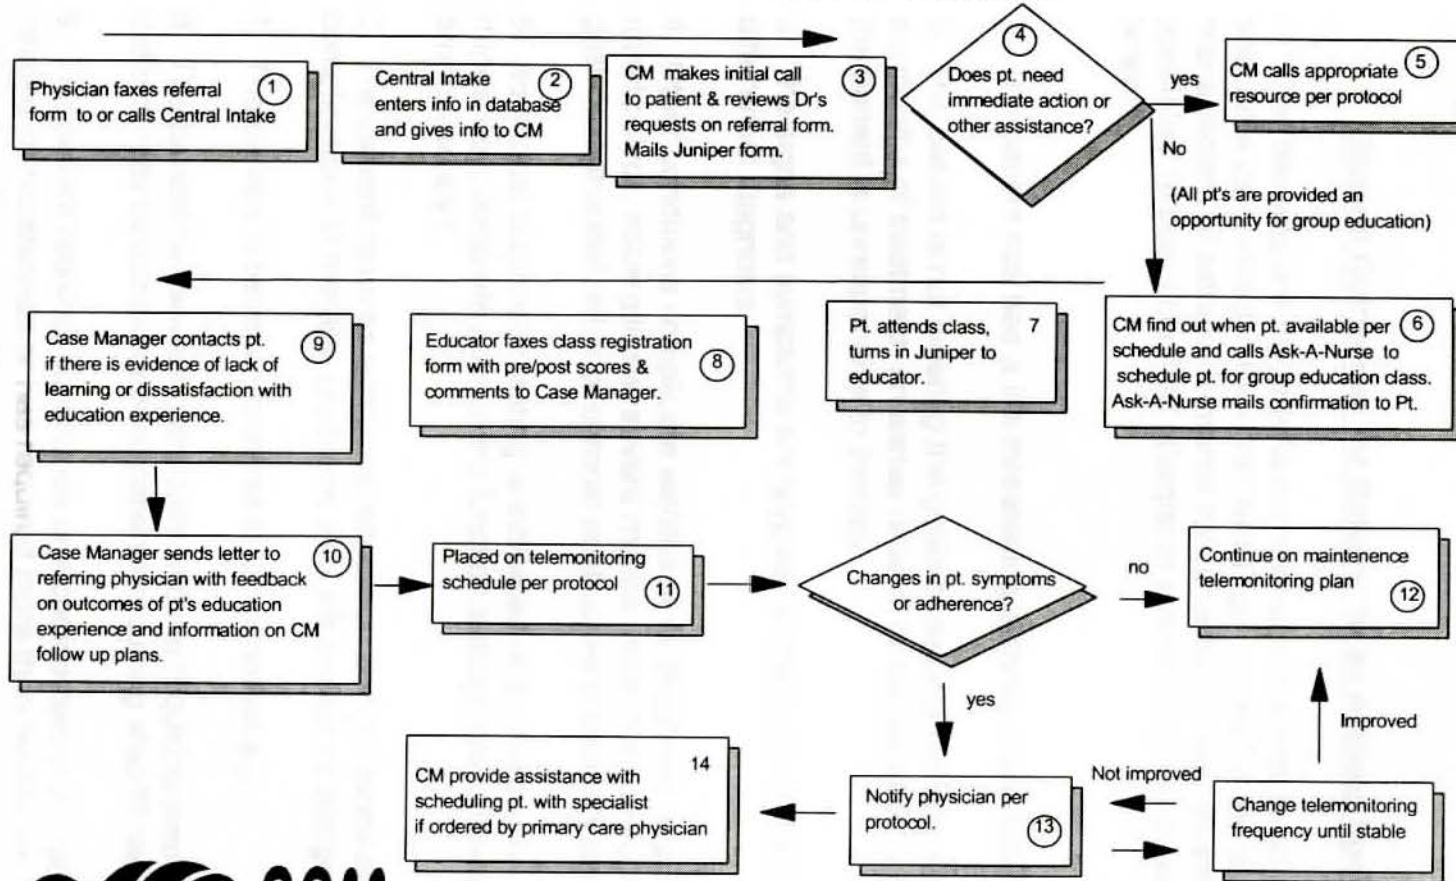 1
Physician faxes referral
form to or calls Central Intake
2
Central Intake
enters info in database
and gives info to CM
3
CM makes initial call
to patient & reviews Dr's
requests on referral form.
Mails Juniper form.
4
Does pt. need
immediate action or
other assistance?
yes
5
CM calls appropriate
resource per protocol
No
(All pt's are provided an
opportunity for group education)
6
CM find out when pt. available per
schedule and calls Ask-A-Nurse to
schedule pt. for group education class.
Ask-A-Nurse mails confirmation to Pt.
7
Pt. attends class,
turns in Juniper to
educator.
8
Educator faxes class registration
form with pre/post scores &
comments to Case Manager.
9
Case Manager contacts pt.
if there is evidence of lack of
learning or dissatisfaction with
education experience.
10
Case Manager sends letter to
referring physician with feedback
on outcomes of pt's education
experience and information on CM
follow up plans.
11
Placed on telemonitoring
schedule per protocol
Changes in pt. symptoms
or adherence?
no
12
Continue on maintenence
telemonitoring plan
yes
Improved
14
CM provide assistance with
scheduling pt. with specialist
if ordered by primary care physician
13
Notify physician per
protocol.
Not improved
Change telemonitoring
frequency until stable